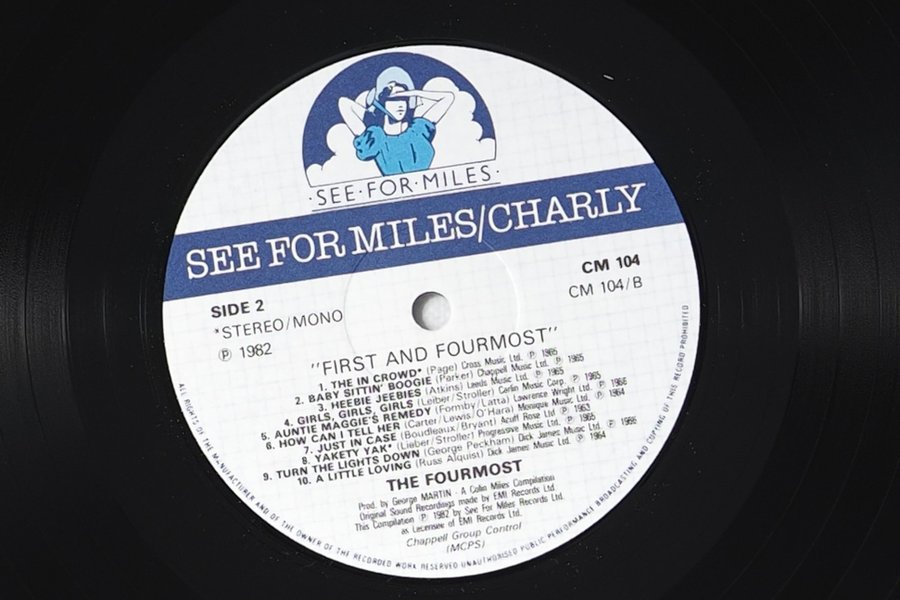 ·SEE·FOR·MILES·
SEE FOR MILES/CHARLY
SIDE 2
*STEREO/MONO
Ⓟ 1982
CM 104
CM 104/B
"FIRST AND FOURMOST"
1. THE IN CROWD* (Page) Cross Music Ltd. Ⓟ 1965
2. BABY SITTIN' BOOGIE (Parker) Chappell Music Ltd. Ⓟ 1965
3. HEEBIE JEEBIES (Atkins) Leeds Music Ltd. Ⓟ 1965
4. GIRLS, GIRLS, GIRLS (Leiber/Stroller) Carlin Music Corp. Ⓟ 1965
5. AUNTIE MAGGIE'S REMEDY (Formby/Latta) Lawrence Wright Ltd. Ⓟ 1966
6. HOW CAN I TELL HER (Carter/Lewis/O'Hara) Monique Music Ltd. Ⓟ 1964
7. JUST IN CASE (Boudleaux/Bryant) Acuff Rose Ltd Ⓟ 1963
8. YAKETY YAK* (Lieber/Stroller) Progressive Music Ltd. Ⓟ 1965
9. TURN THE LIGHTS DOWN (George Peckham) Dick James Music Ltd. Ⓟ 1966
10. A LITTLE LOVING (Russ Alquist) Dick James Music Ltd. Ⓟ 1964
THE FOURMOST
Prod. by George MARTIN - A Colin Miles Compilation
Original Sound Recordings made by EMI Records Ltd.
This Compilation Ⓟ 1982 by See For Miles Records Ltd.
as Licensee of EMI Records Ltd.
Chappell Group Control
(MCPS)
ALL RIGHTS OF THE MANUFACTURER AND OF THE OWNER OF THE RECORDED WORK RESERVED UNAUTHORISED PUBLIC PERFORMANCE BROADCASTING AND COPYING OF THIS RECORD PROHIBITED